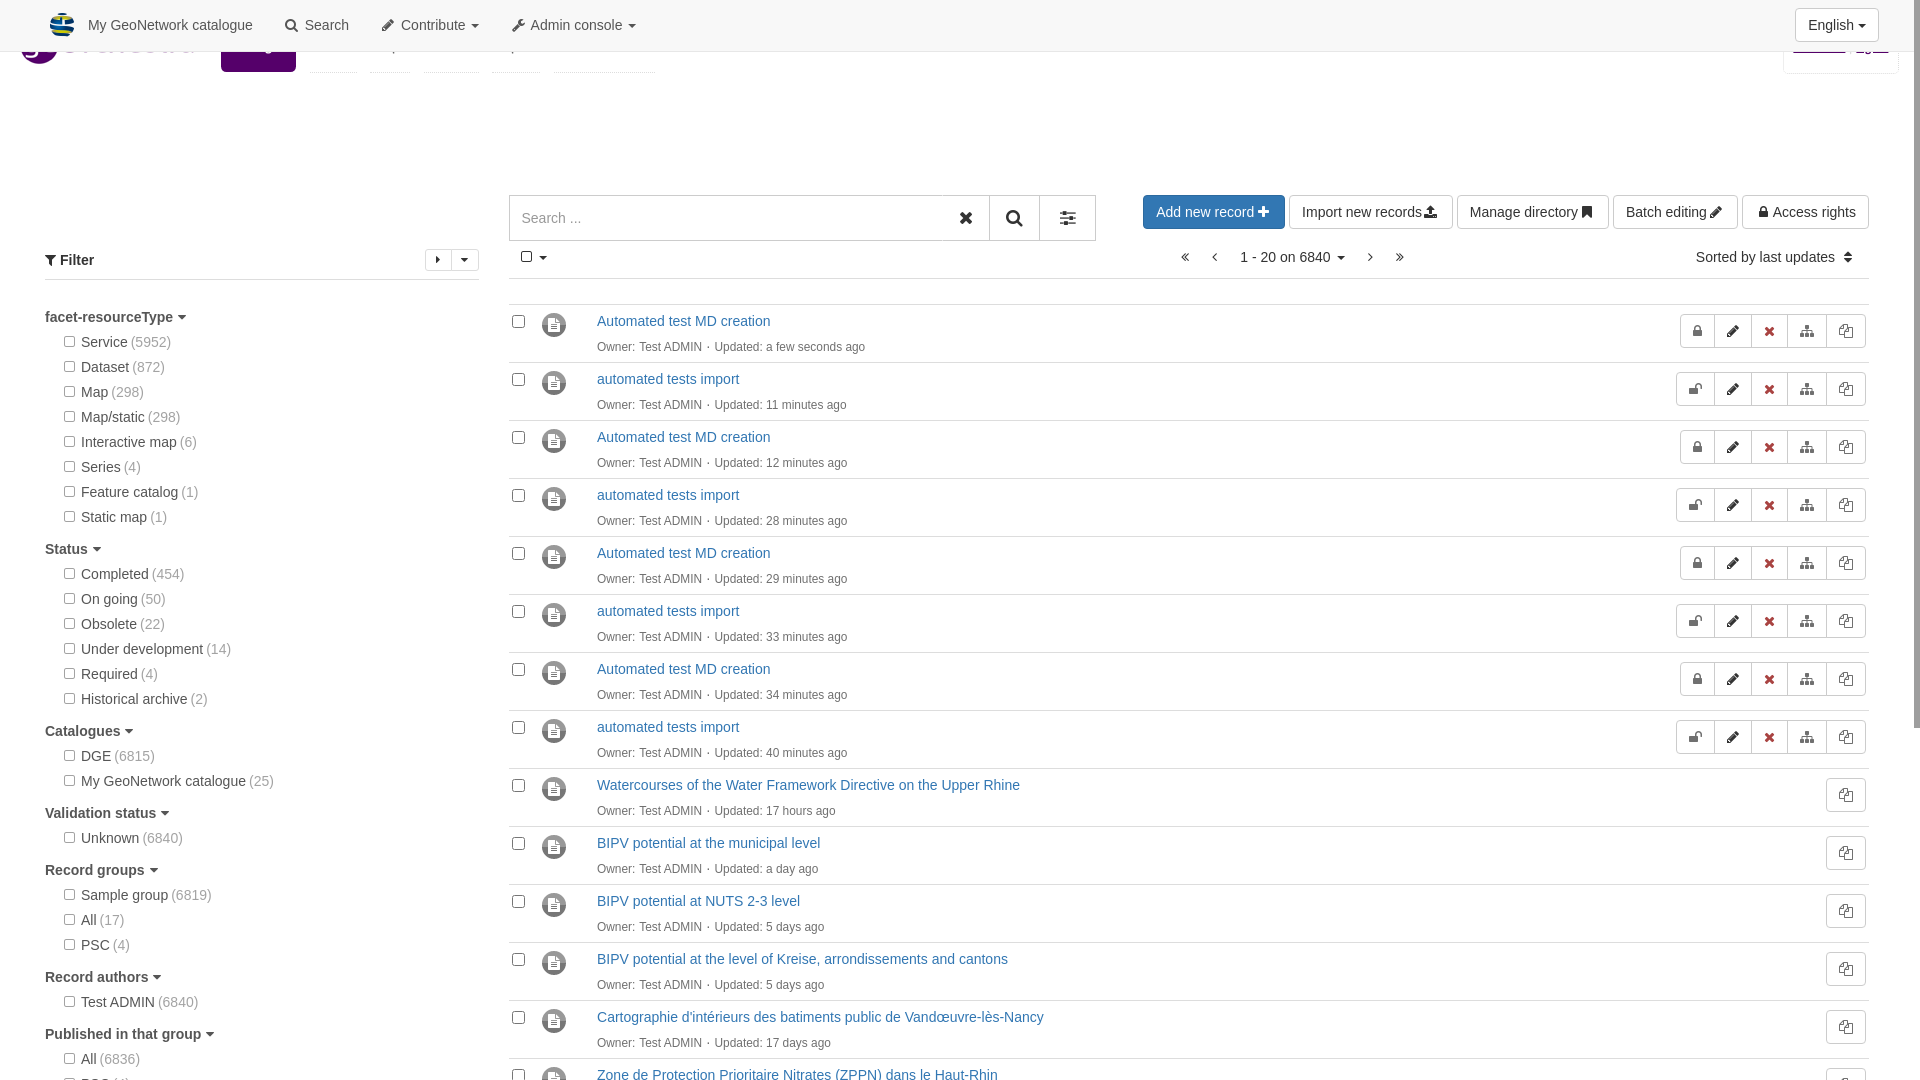 My GeoNetwork catalogue
Search
Contribute
Admin console
English
Search ...
Add new record
Import new records
Manage directory
Batch editing
Access rights
Filter
1 - 20 on 6840
Sorted by last updates
facet-resourceType
Service (5952)
Dataset (872)
Map (298)
Map/static (298)
Interactive map (6)
Series (4)
Feature catalog (1)
Static map (1)
Status
Completed (454)
On going (50)
Obsolete (22)
Under development (14)
Required (4)
Historical archive (2)
Catalogues
DGE (6815)
My GeoNetwork catalogue (25)
Validation status
Unknown (6840)
Record groups
Sample group (6819)
All (17)
PSC (4)
Record authors
Test ADMIN (6840)
Published in that group
All (6836)
Automated test MD creation
Owner: Test ADMIN · Updated: a few seconds ago
automated tests import
Owner: Test ADMIN · Updated: 11 minutes ago
Automated test MD creation
Owner: Test ADMIN · Updated: 12 minutes ago
automated tests import
Owner: Test ADMIN · Updated: 28 minutes ago
Automated test MD creation
Owner: Test ADMIN · Updated: 29 minutes ago
automated tests import
Owner: Test ADMIN · Updated: 33 minutes ago
Automated test MD creation
Owner: Test ADMIN · Updated: 34 minutes ago
automated tests import
Owner: Test ADMIN · Updated: 40 minutes ago
Watercourses of the Water Framework Directive on the Upper Rhine
Owner: Test ADMIN · Updated: 17 hours ago
BIPV potential at the municipal level
Owner: Test ADMIN · Updated: a day ago
BIPV potential at NUTS 2-3 level
Owner: Test ADMIN · Updated: 5 days ago
BIPV potential at the level of Kreise, arrondissements and cantons
Owner: Test ADMIN · Updated: 5 days ago
Cartographie d'intérieurs des batiments public de Vandœuvre-lès-Nancy
Owner: Test ADMIN · Updated: 17 days ago
Zone de Protection Prioritaire Nitrates (ZPPN) dans le Haut-Rhin